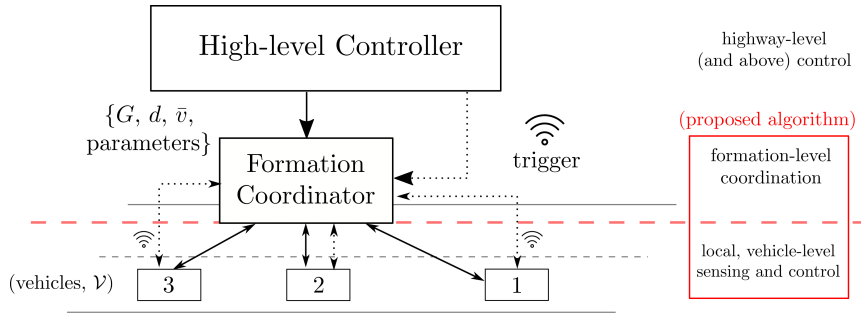 High-level Controller
highway-level
(and above) control
{G, d, v̄,
parameters}
trigger
(proposed algorithm)
Formation
Coordinator
formation-level
coordination
local, vehicle-level
sensing and control
(vehicles, 𝒱)
3
2
1